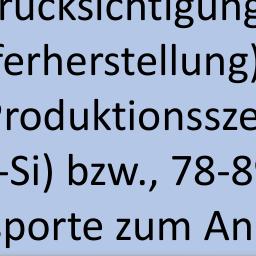 rücksichtigung
ferherstellung)
Produktionssze
-Si) bzw., 78-8
sporte zum An